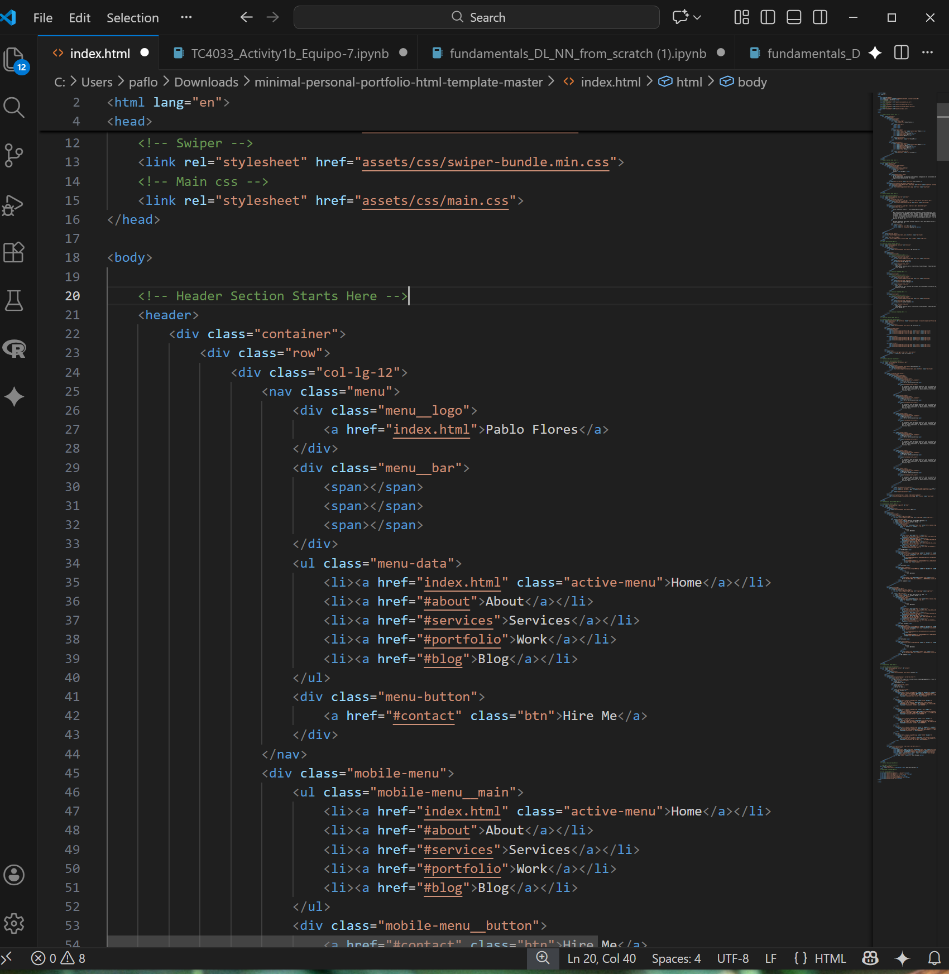 File Edit Selection ··· Search
12
index.html TC4033_Activity1b_Equipo-7.ipynb fundamentals_DL_NN_from_scratch (1).ipynb fundamentals_D
C: > Users > paflo > Downloads > minimal-personal-portfolio-html-template-master > index.html > html > body
2 <html lang="en">
4 <head>
12 <!-- Swiper -->
13 <link rel="stylesheet" href="assets/css/swiper-bundle.min.css">
14 <!-- Main css -->
15 <link rel="stylesheet" href="assets/css/main.css">
16 </head>
17
18 <body>
19
20 <!-- Header Section Starts Here -->
21 <header>
22 <div class="container">
23 <div class="row">
24 <div class="col-lg-12">
25 <nav class="menu">
26 <div class="menu__logo">
27 <a href="index.html">Pablo Flores</a>
28 </div>
29 <div class="menu__bar">
30 <span></span>
31 <span></span>
32 <span></span>
33 </div>
34 <ul class="menu-data">
35 <li><a href="index.html" class="active-menu">Home</a></li>
36 <li><a href="#about">About</a></li>
37 <li><a href="#services">Services</a></li>
38 <li><a href="#portfolio">Work</a></li>
39 <li><a href="#blog">Blog</a></li>
40 </ul>
41 <div class="menu-button">
42 <a href="#contact" class="btn">Hire Me</a>
43 </div>
44 </nav>
45 <div class="mobile-menu">
46 <ul class="mobile-menu__main">
47 <li><a href="index.html" class="active-menu">Home</a></li>
48 <li><a href="#about">About</a></li>
49 <li><a href="#services">Services</a></li>
50 <li><a href="#portfolio">Work</a></li>
51 <li><a href="#blog">Blog</a></li>
52 </ul>
53 <div class="mobile-menu__button">
54 <a href="#contact" class="btn">Hire Me</a>
0 8 Ln 20, Col 40 Spaces: 4 UTF-8 LF {} HTML